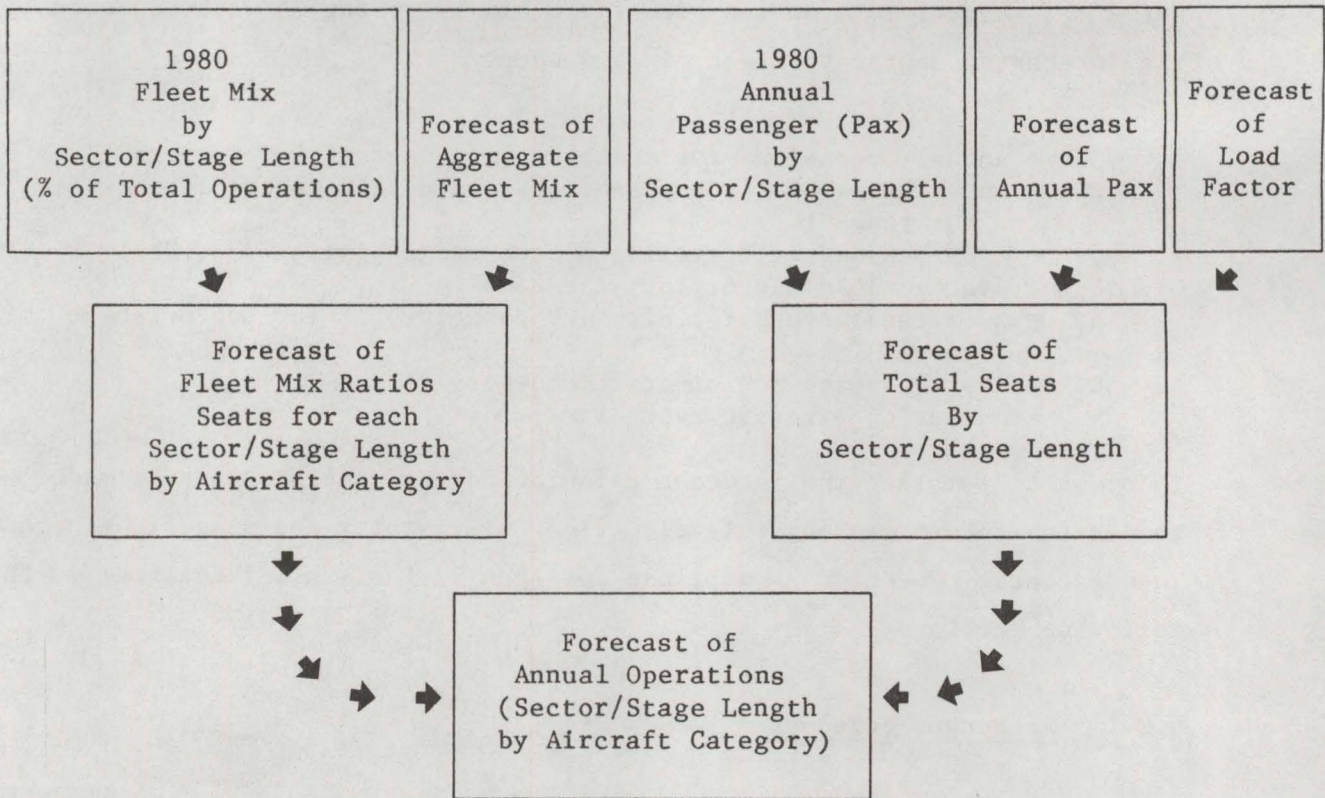 1980
Fleet Mix
by
Sector/Stage Length
(% of Total Operations)
Forecast of
Aggregate
Fleet Mix
1980
Annual
Passenger (Pax)
by
Sector/Stage Length
Forecast
of
Annual Pax
Forecast
of
Load
Factor
Forecast of
Fleet Mix Ratios
Seats for each
Sector/Stage Length
by Aircraft Category
Forecast of
Total Seats
By
Sector/Stage Length
Forecast of
Annual Operations
(Sector/Stage Length
by Aircraft Category)